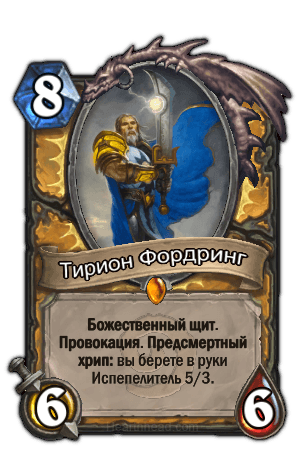 8
Тирион Фордринг
Божественный щит.
Провокация. Предсмертный
хрип: вы берете в руки
Испепелитель 5/3.
6
6